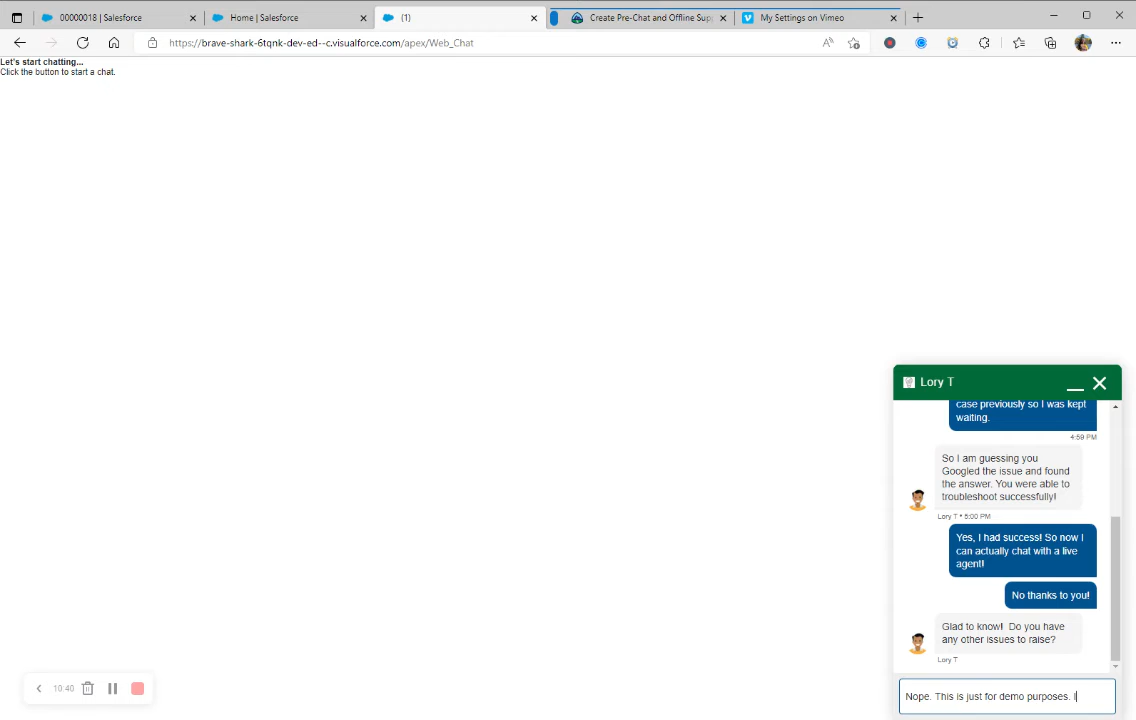 00000018 | Salesforce
Home | Salesforce
(1)
Create Pre-Chat and Offline Supp
My Settings on Vimeo
https://brave-shark-6tqnk-dev-ed--c.visualforce.com/apex/Web_Chat
Let's start chatting...
Click the button to start a chat.
Lory T
case previously so I was kept
waiting.
4:59 PM
So I am guessing you
Googled the issue and found
the answer. You were able to
troubleshoot successfully!
Lory T • 5:00 PM
Yes, I had success! So now I
can actually chat with a live
agent!
No thanks to you!
Glad to know! Do you have
any other issues to raise?
Lory T
Nope. This is just for demo purposes. I
10:40